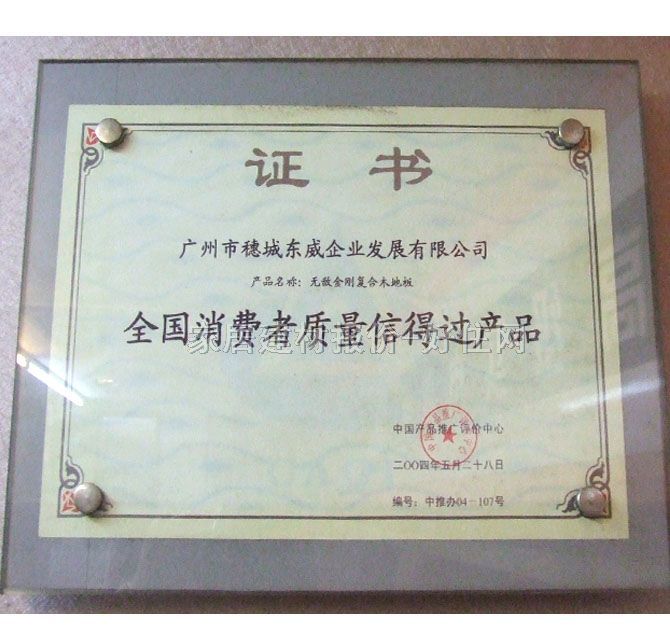 证书
广州市穗城东威企业发展有限公司
产品名称：无敌金刚复合木地板
全国消费者质量信得过产品
家居建材报价 好住网
中国产品推广评价中心
二〇〇四年五月二十八日
编号：中推办04－107号